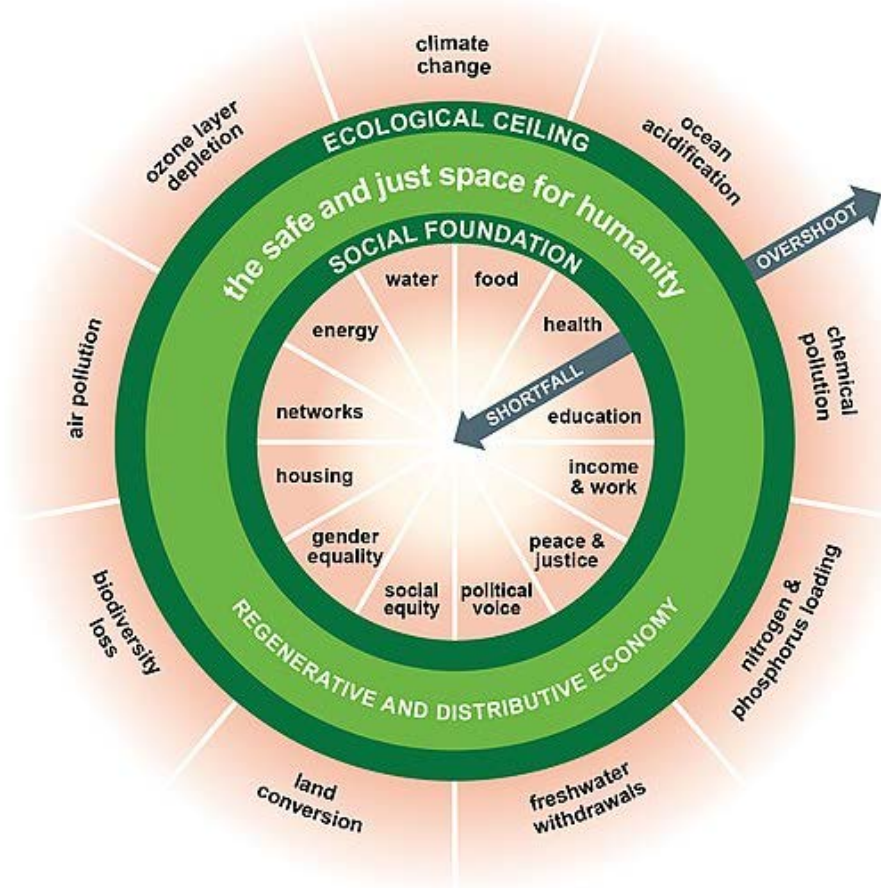 climate
change
ocean
acidification
chemical
pollution
nitrogen &
phosphorus loading
freshwater
withdrawals
land
conversion
biodiversity
loss
air pollution
ozone layer
depletion
OVERSHOOT
ECOLOGICAL CEILING
the safe and just space for humanity
SOCIAL FOUNDATION
water
food
health
SHORTFALL
education
income
& work
peace &
justice
political
voice
social
equity
gender
equality
housing
networks
energy
REGENERATIVE AND DISTRIBUTIVE ECONOMY